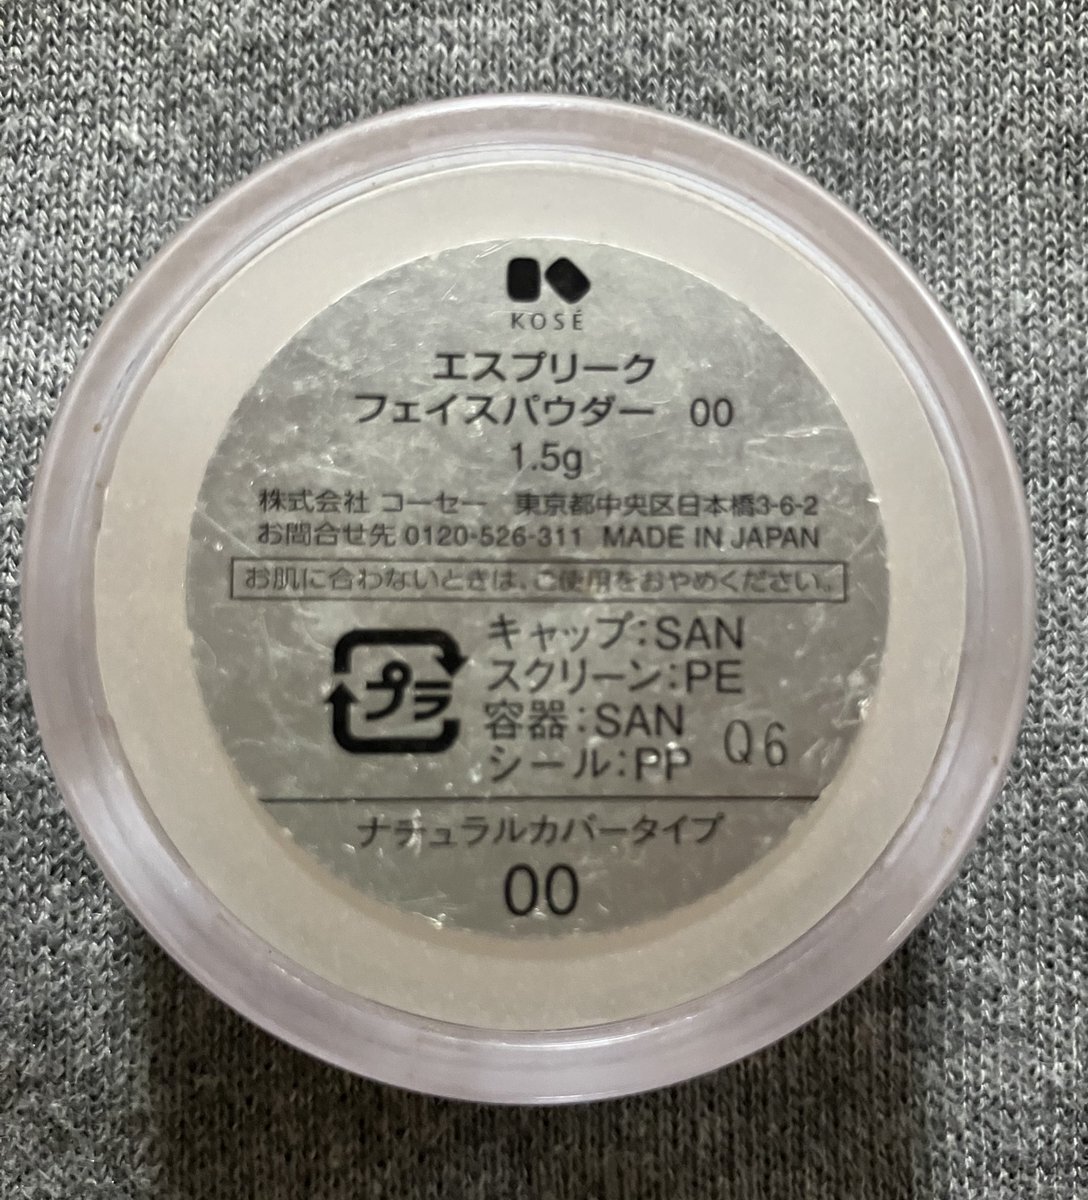 KOSÉ
エスプリーク
フェイスパウダー 00
1.5g
株式会社 コーセー 東京都中央区日本橋3-6-2
お問合せ先 0120-526-311 MADE IN JAPAN
お肌に合わないときは、ご使用をおやめください。
プラ
キャップ:SAN
スクリーン:PE
容器:SAN
シール:PP
Q6
ナチュラルカバータイプ
00